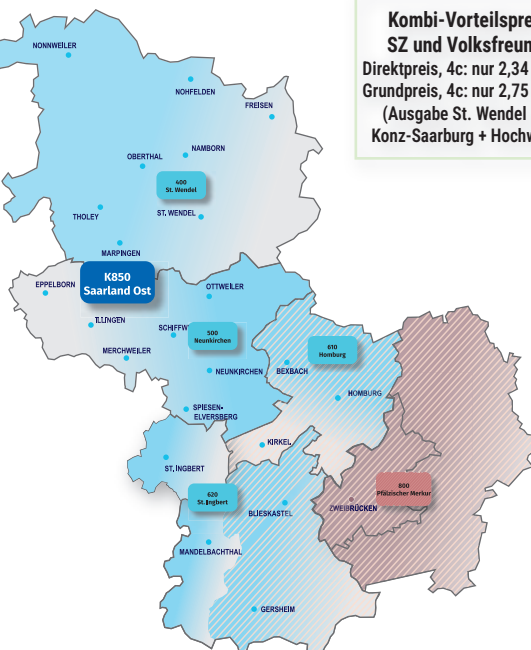 Kombi-Vorteilspre
SZ und Volksfreun
Direktpreis, 4c: nur 2,34
Grundpreis, 4c: nur 2,75
(Ausgabe St. Wendel
Konz-Saarburg + Hochw
NONNWEILER
NOHFELDEN
FREISEN
OBERTHAL
NAMBORN
400
St. Wendel
THOLEY
ST. WENDEL
MARPINGEN
K850
Saarland Ost
EPPELBORN
OTTWEILER
ILLINGEN
SCHIFFW
500
Neunkirchen
610
Homburg
MERCHWEILER
NEUNKIRCHEN
BEXBACH
HOMBURG
SPIESEN-
ELVERSBERG
KIRKEL
ST. INGBERT
620
St.Ingbert
800
Pfälzischer Merkur
BLIESKASTEL
ZWEIBRÜCKEN
MANDELBACHTHAL
GERSHEIM